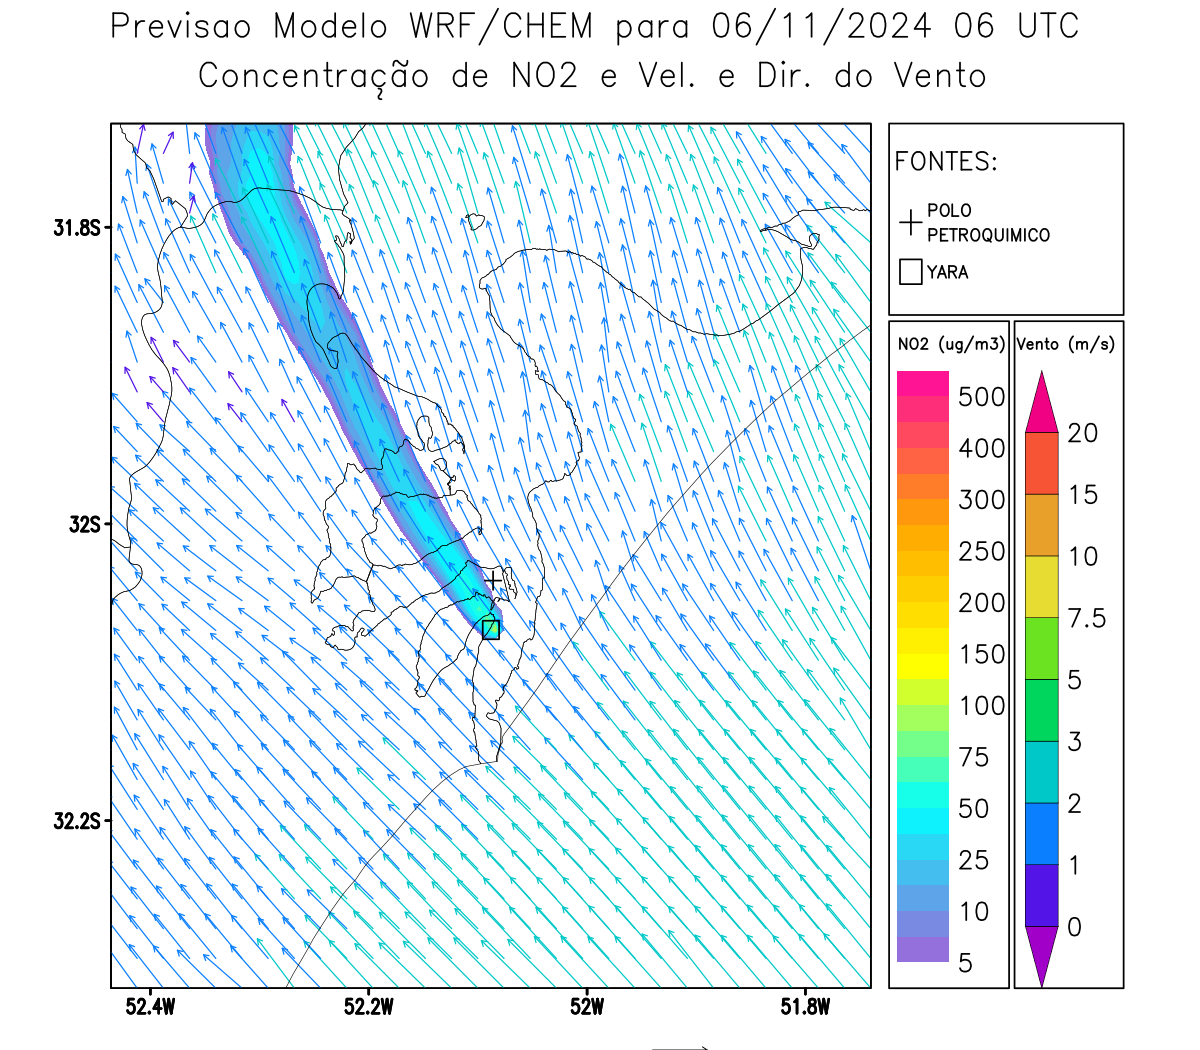 Previsao Modelo WRF/CHEM para 06/11/2024 06 UTC
Concentração de NO2 e Vel. e Dir. do Vento
FONTES:
POLO
PETROQUIMICO
YARA
NO2 (ug/m3)
500
400
300
250
200
150
100
75
50
25
10
5
Vento (m/s)
20
15
10
7.5
5
3
2
1
0
31.8S
32S
32.2S
52.4W
52.2W
52W
51.8W